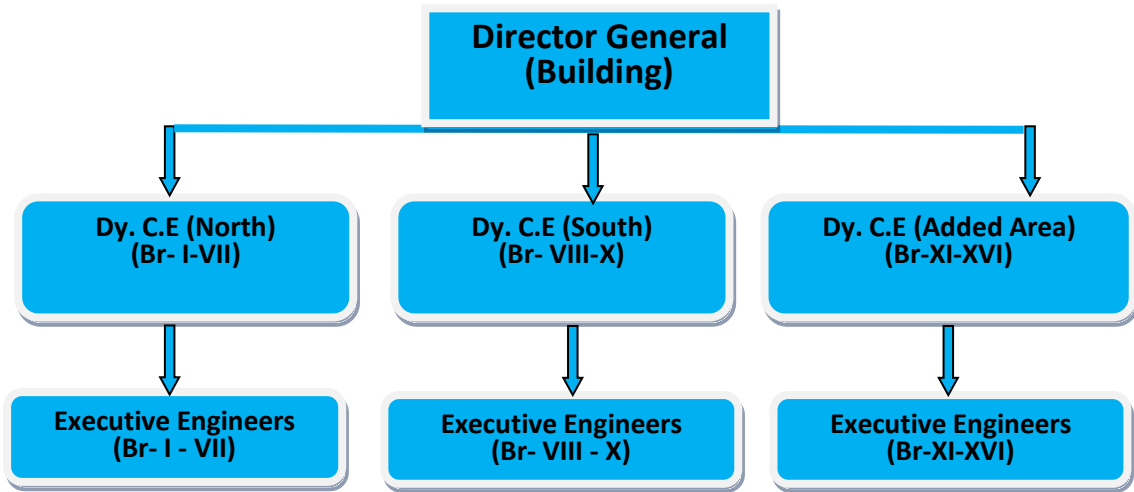 Director General
(Building)
Dy. C.E (North)
(Br- I-VII)
Dy. C.E (South)
(Br- VIII-X)
Dy. C.E (Added Area)
(Br-XI-XVI)
Executive Engineers
(Br- I - VII)
Executive Engineers
(Br- VIII - X)
Executive Engineers
(Br-XI-XVI)